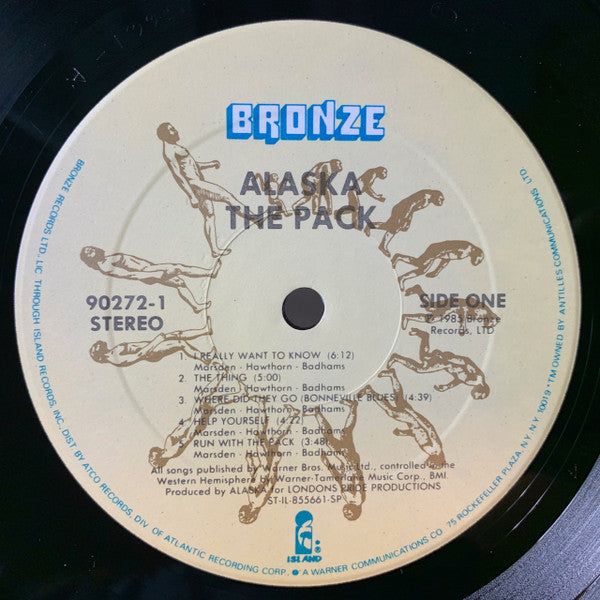 BRONZE
ALASKA
THE PACK
90272-1
STEREO
SIDE ONE
℗ 1985 Bronze
Records, LTD
1. I REALLY WANT TO KNOW (6:12)
Marsden - Hawthorn - Badhams
2. THE THING (5:00)
Marsden - Hawthorn - Badhams
3. WHERE DID THEY GO (BONNEVILLE BLUES) (4:39)
Marsden - Hawthorn - Badhams
4. HELP YOURSELF (4:22)
Marsden - Hawthorn - Badhams
5. RUN WITH THE PACK (3:48)
Marsden - Hawthorn - Badhams
All songs published by Warner Bros. Music Ltd., controlled in the
Western Hemisphere by Warner-Tamerlane Music Corp., BMI.
Produced by ALASKA for LONDONS PRIDE PRODUCTIONS
ST-IL-855661-SP
ISLAND®
BRONZE RECORDS LTD. LIC THROUGH ISLAND RECORDS, INC. DIST BY ATCO RECORDS, DIV OF ATLANTIC RECORDING CORP., ● A WARNER COMMUNICATIONS CO 75 ROCKEFELLER PLAZA, NY, N.Y. 10019 *TM OWNED BY ANTILLES COMMUNICATIONS LTD.